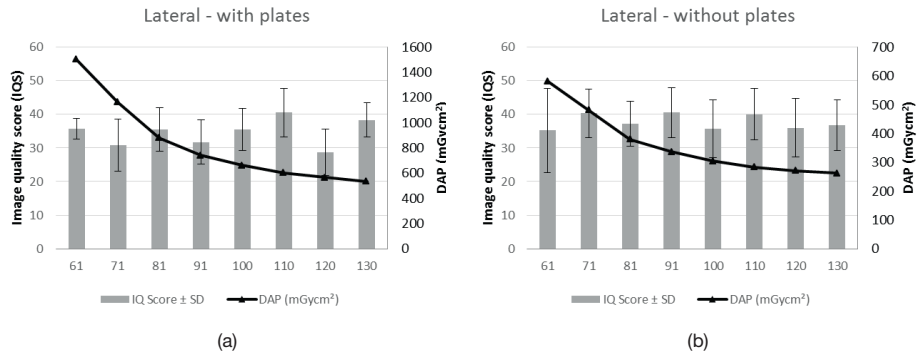 Lateral - with plates
60
50
40
30
20
10
0
Image quality score (IQS)
1600
1400
1200
1000
800
600
400
200
0
DAP (mGycm²)
61 71 81 91 100 110 120 130
IQ Score ± SD DAP (mGycm²)
(a)
Lateral - without plates
60
50
40
30
20
10
0
Image quality score (IQS)
700
600
500
400
300
200
100
0
DAP (mGycm²)
61 71 81 91 100 110 120 130
IQ Score ± SD DAP (mGycm²)
(b)